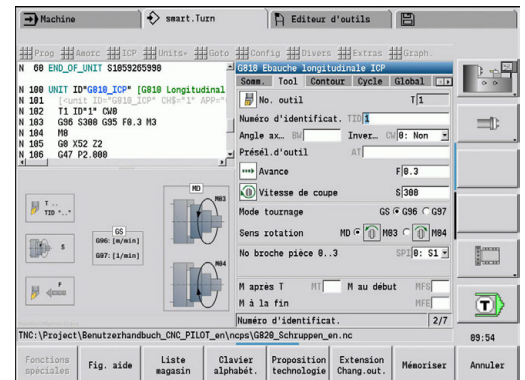 Machine
smart.Turn
Editeur d'outils
Prog Amorc ICP Units» Goto Config Divers Extras Graph.
N 60 END_OF_UNIT S1059265990
N 100 UNIT ID"G810_ICP" [G810 Longitudinal
N 101 [<unit ID="G810_ICP" CH$="1" APP="
N 102 T1 ID"1" CW0
N 103 G96 S300 G95 F0.3 M3
N 104 M8
N 105 G0 X52 Z2
N 106 G47 P2.000
T ..
TID "..."
S
F
GS
G96: [m/min]
G97: [1/min]
MD
M03
M04
G810 Ebauche longitudinale ICP
Somm. Tool Contour Cycle Global
No. outil T 1
Numéro d'identificat. TID 1
Angle ax... BW Inver... CW 0: Non
Présél.d'outil AT
Avance F 0.3
Vitesse de coupe S 300
Mode tournage GS G96 G97
Sens rotation MD M03 M04
No broche pièce 0..3 SPI 0: S1
M après T MT M au début MFS
M à la fin MFE
Numéro d'identificat. 2/7
TNC:\Project\Benutzerhandbuch_CNC_PILOT_en\ncps\G820_Schruppen_en.nc
T
09:54
Fonctions spéciales
Fig. aide
Liste magasin
Clavier alphabét.
Proposition technologie
Extension Chang.out.
Mémoriser
Annuler